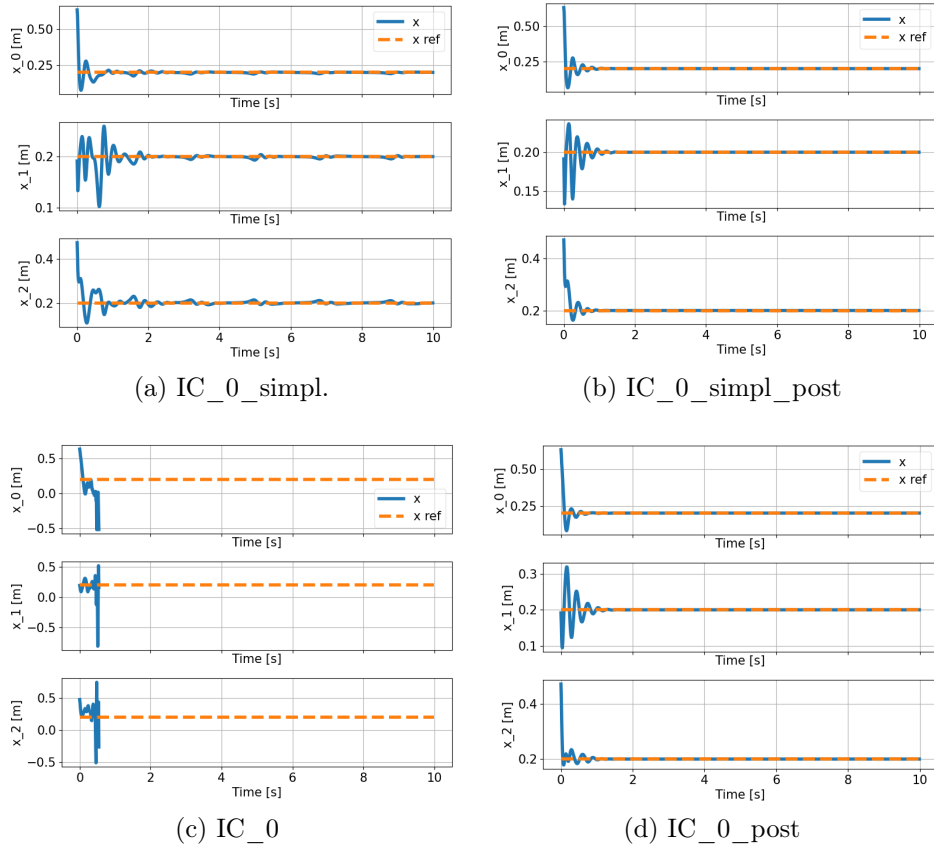 x_0 [m]
0.50
0.25
x
x ref
Time [s]
x_1 [m]
0.2
0.1
Time [s]
x_2 [m]
0.4
0.2
0 2 4 6 8 10
Time [s]
(a) IC_0_simpl.
x_0 [m]
0.50
0.25
x
x ref
Time [s]
x_1 [m]
0.20
0.15
Time [s]
x_2 [m]
0.4
0.2
0 2 4 6 8 10
Time [s]
(b) IC_0_simpl_post
x_0 [m]
0.5
0.0
−0.5
x
x ref
Time [s]
x_1 [m]
0.5
0.0
−0.5
Time [s]
x_2 [m]
0.5
0.0
−0.5
0 2 4 6 8 10
Time [s]
(c) IC_0
x_0 [m]
0.50
0.25
x
x ref
Time [s]
x_1 [m]
0.3
0.2
0.1
Time [s]
x_2 [m]
0.4
0.2
0 2 4 6 8 10
Time [s]
(d) IC_0_post